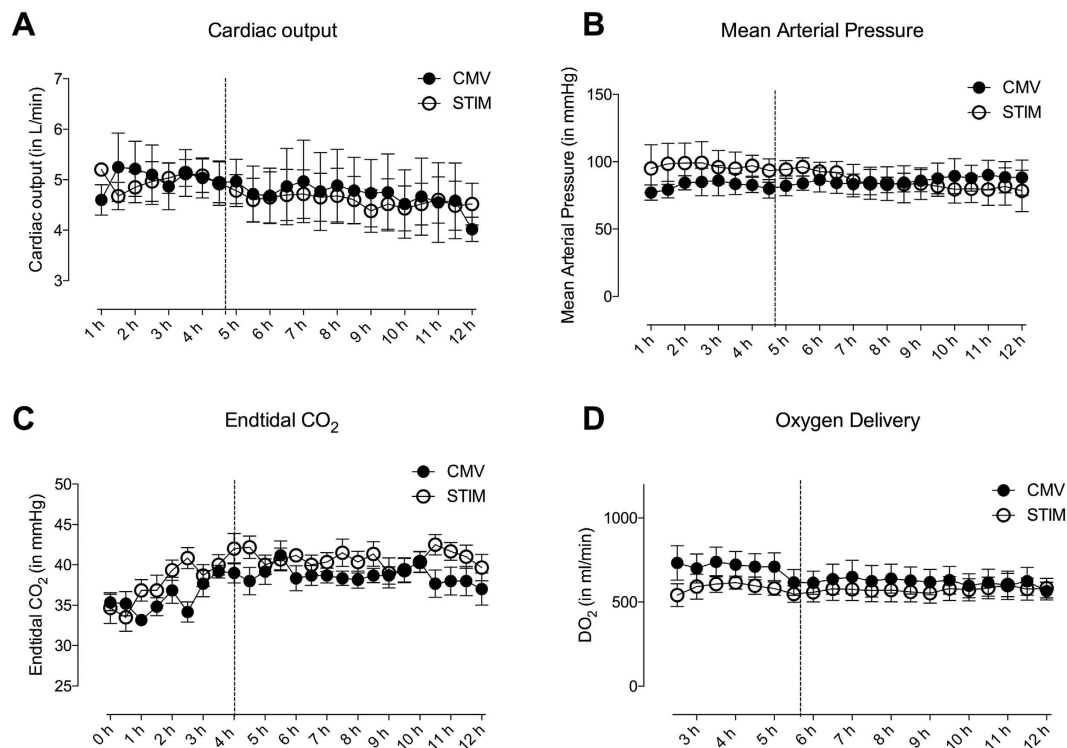 A
Cardiac output
Cardiac output (in L/min)
7
6
5
4
3
CMV
STIM
1 h
2 h
3 h
4 h
5 h
6 h
7 h
8 h
9 h
10 h
11 h
12 h
B
Mean Arterial Pressure
Mean Arterial Pressure (in mmHg)
150
100
50
0
CMV
STIM
1 h
2 h
3 h
4 h
5 h
6 h
7 h
8 h
9 h
10 h
11 h
12 h
C
Endtidal CO2
Endtidal CO2 (in mmHg)
50
45
40
35
30
25
CMV
STIM
0 h
1 h
2 h
3 h
4 h
5 h
6 h
7 h
8 h
9 h
10 h
11 h
12 h
D
Oxygen Delivery
DO2 (in ml/min)
1000
500
0
CMV
STIM
3 h
4 h
5 h
6 h
7 h
8 h
9 h
10 h
11 h
12 h